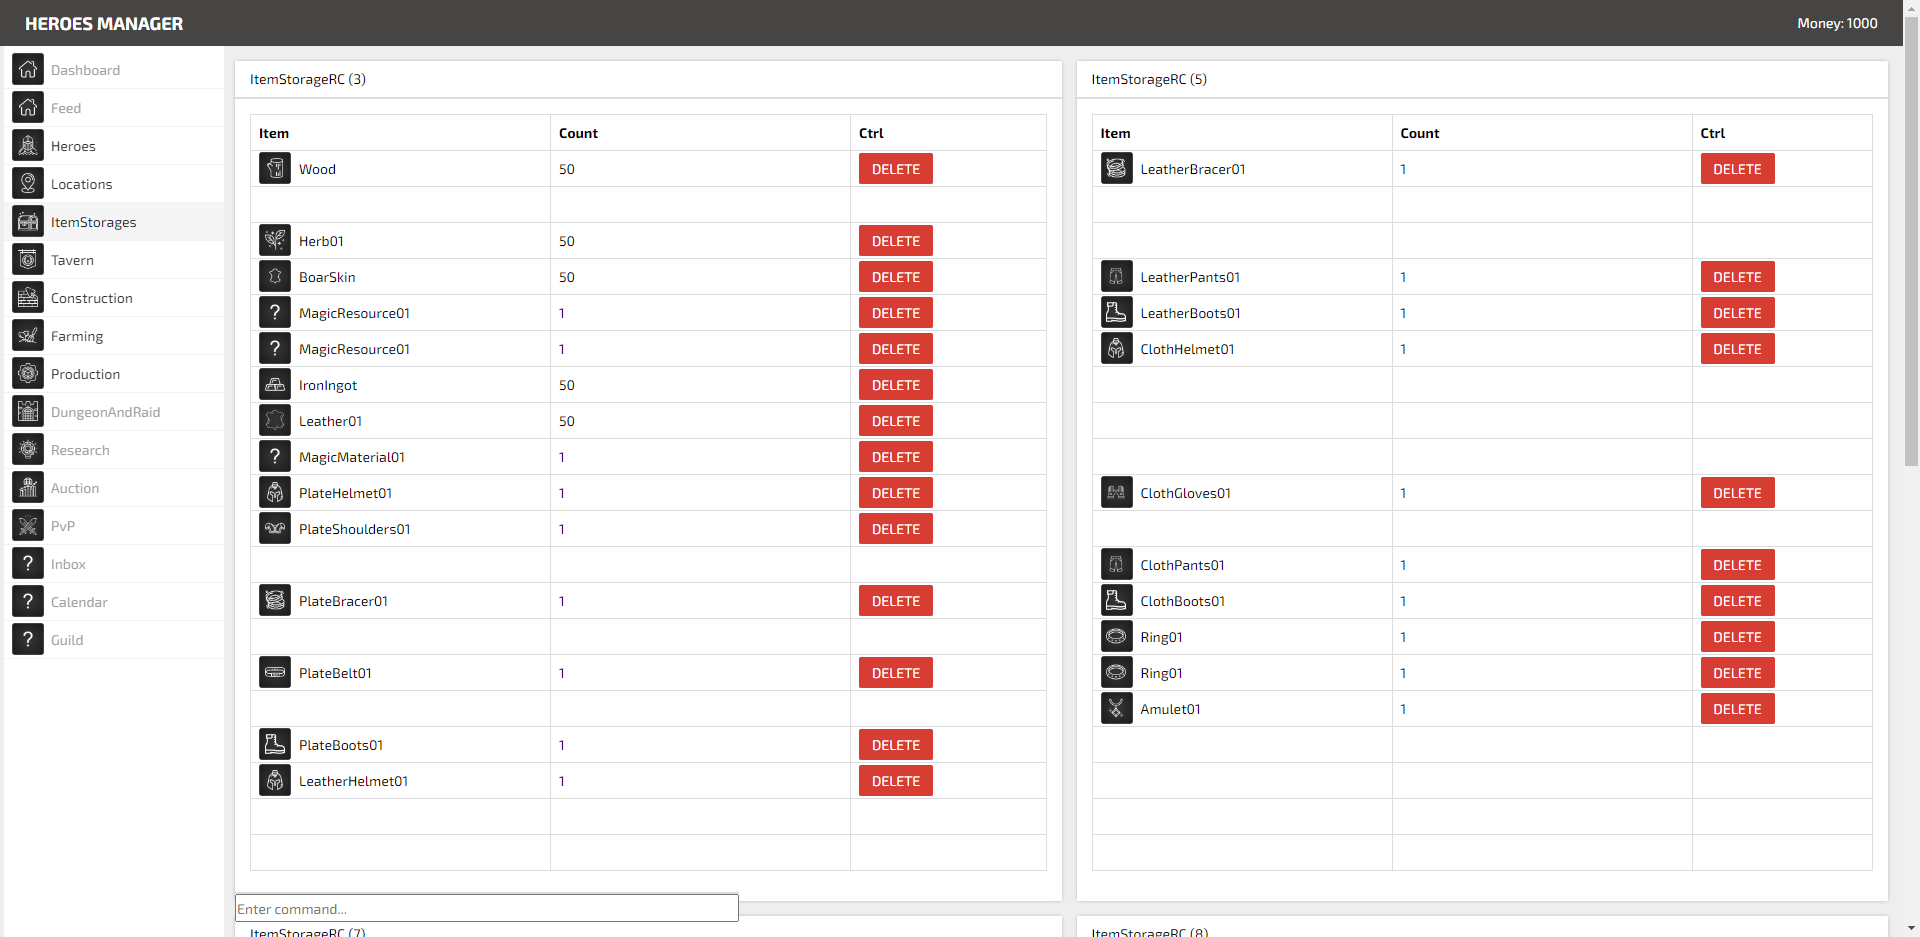 HEROES MANAGER
Money: 1000
Dashboard
Feed
Heroes
Locations
ItemStorages
Tavern
Construction
Farming
Production
DungeonAndRaid
Research
Auction
PvP
? Inbox
? Calendar
? Guild
ItemStorageRC (3)
Item Count Ctrl
Wood 50 DELETE
Herb01 50 DELETE
BoarSkin 50 DELETE
? MagicResource01 1 DELETE
? MagicResource01 1 DELETE
IronIngot 50 DELETE
Leather01 50 DELETE
? MagicMaterial01 1 DELETE
PlateHelmet01 1 DELETE
PlateShoulders01 1 DELETE
PlateBracer01 1 DELETE
PlateBelt01 1 DELETE
PlateBoots01 1 DELETE
LeatherHelmet01 1 DELETE
ItemStorageRC (5)
Item Count Ctrl
LeatherBracer01 1 DELETE
LeatherPants01 1 DELETE
LeatherBoots01 1 DELETE
ClothHelmet01 1 DELETE
ClothGloves01 1 DELETE
ClothPants01 1 DELETE
ClothBoots01 1 DELETE
Ring01 1 DELETE
Ring01 1 DELETE
Amulet01 1 DELETE
Enter command...
ItemStorageRC (7)
ItemStorageRC (8)